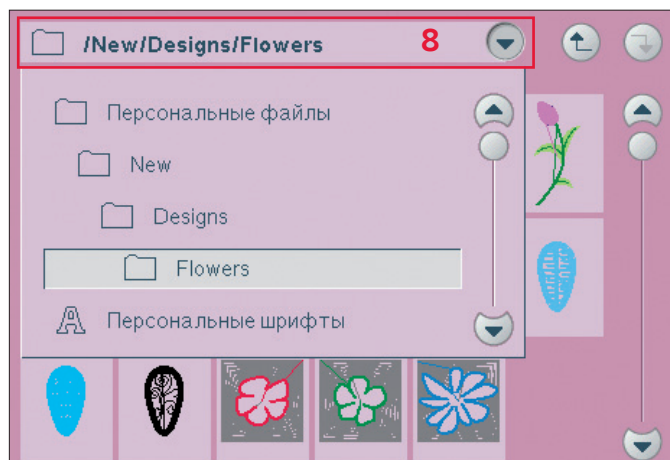 /New/Designs/Flowers 8
Персональные файлы
New
Designs
Flowers
Персональные шрифты